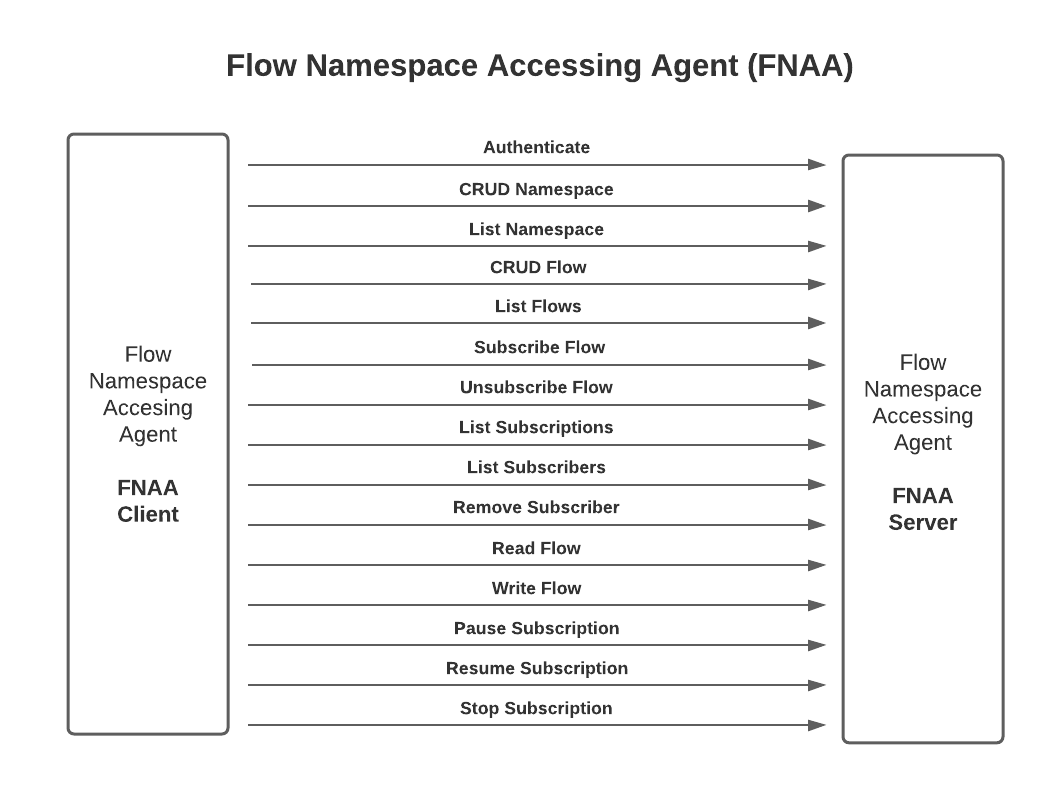 Flow Namespace Accessing Agent (FNAA)
Authenticate
CRUD Namespace
List Namespace
CRUD Flow
List Flows
Subscribe Flow
Unsubscribe Flow
List Subscriptions
List Subscribers
Remove Subscriber
Read Flow
Write Flow
Pause Subscription
Resume Subscription
Stop Subscription
Flow
Namespace
Accesing
Agent
FNAA
Client
Flow
Namespace
Accessing
Agent
FNAA
Server